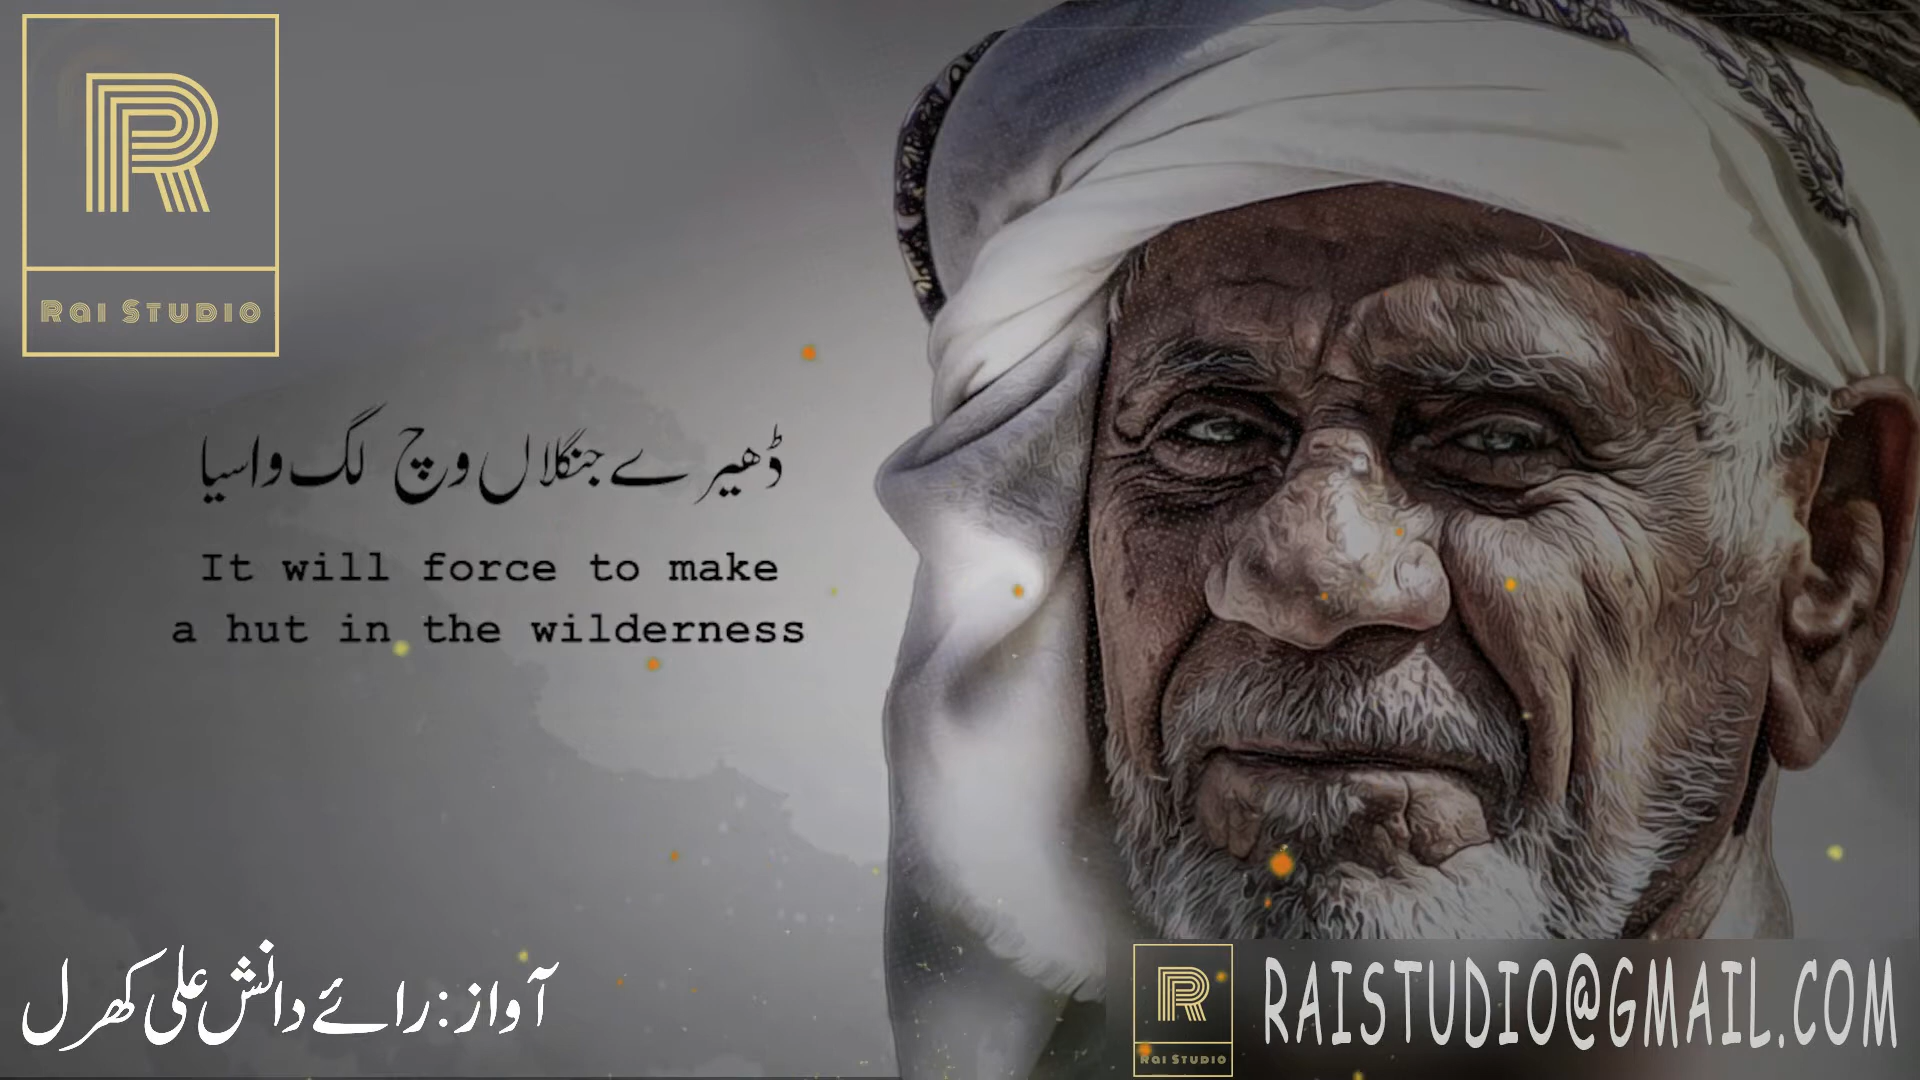 R
Rai Studio
ڈھیرے جنگلاں وچ لگ واسیا
It will force to make
a hut in the wilderness
آواز: رائے دانش علی کھرل
R
Rai Studio
RAISTUDIO@GMAIL.COM